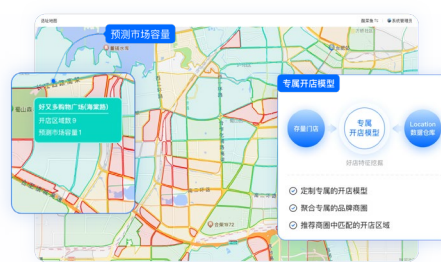 预测市场容量
好又多购物广场(海棠路)
开店区域数 9
预测市场容量 1
专属开店模型
存量门店
专属
开店模型
Location
数据仓库
好店特征挖掘
定制专属的开店模型
聚合专属的品牌商圈
推荐商圈中匹配的开店区域